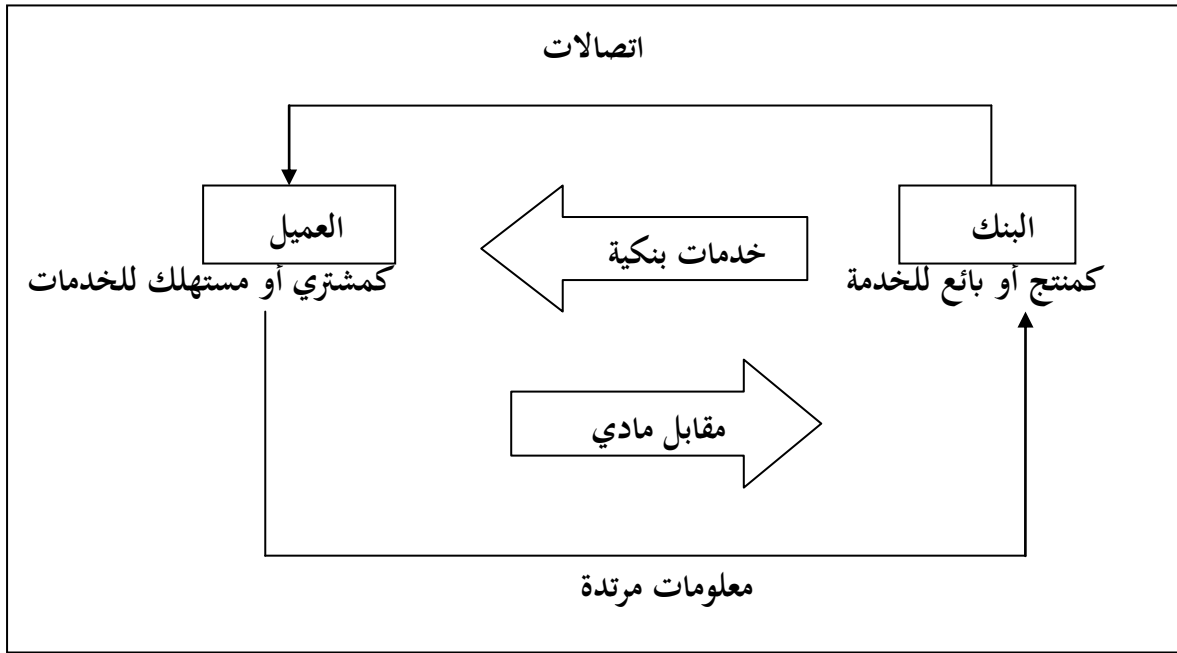 اتصالات
البنك
كمنتج أو بائع للخدمة
خدمات بنكية
العميل
كمشتري أو مستهلك للخدمات
مقابل مادي
معلومات مرتدة